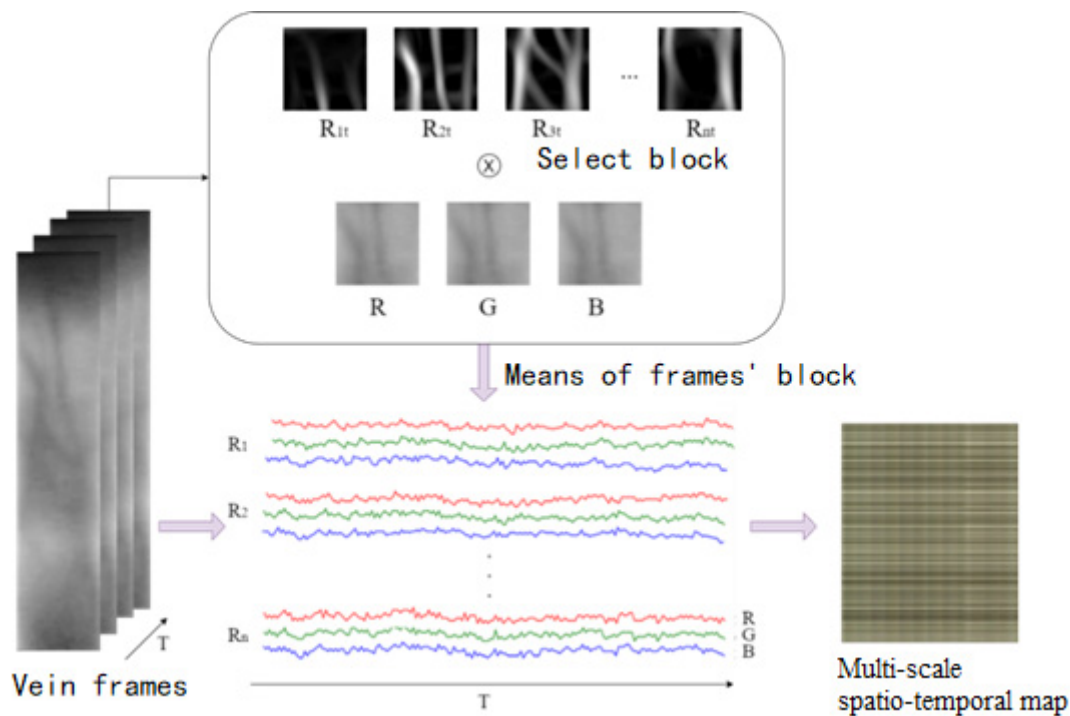 R1t R2t R3t ... Rnt
Select block
R G B
Means of frames' block
R1
R2
Rn
R
G
B
T
T
Vein frames
Multi-scale
spatio-temporal map